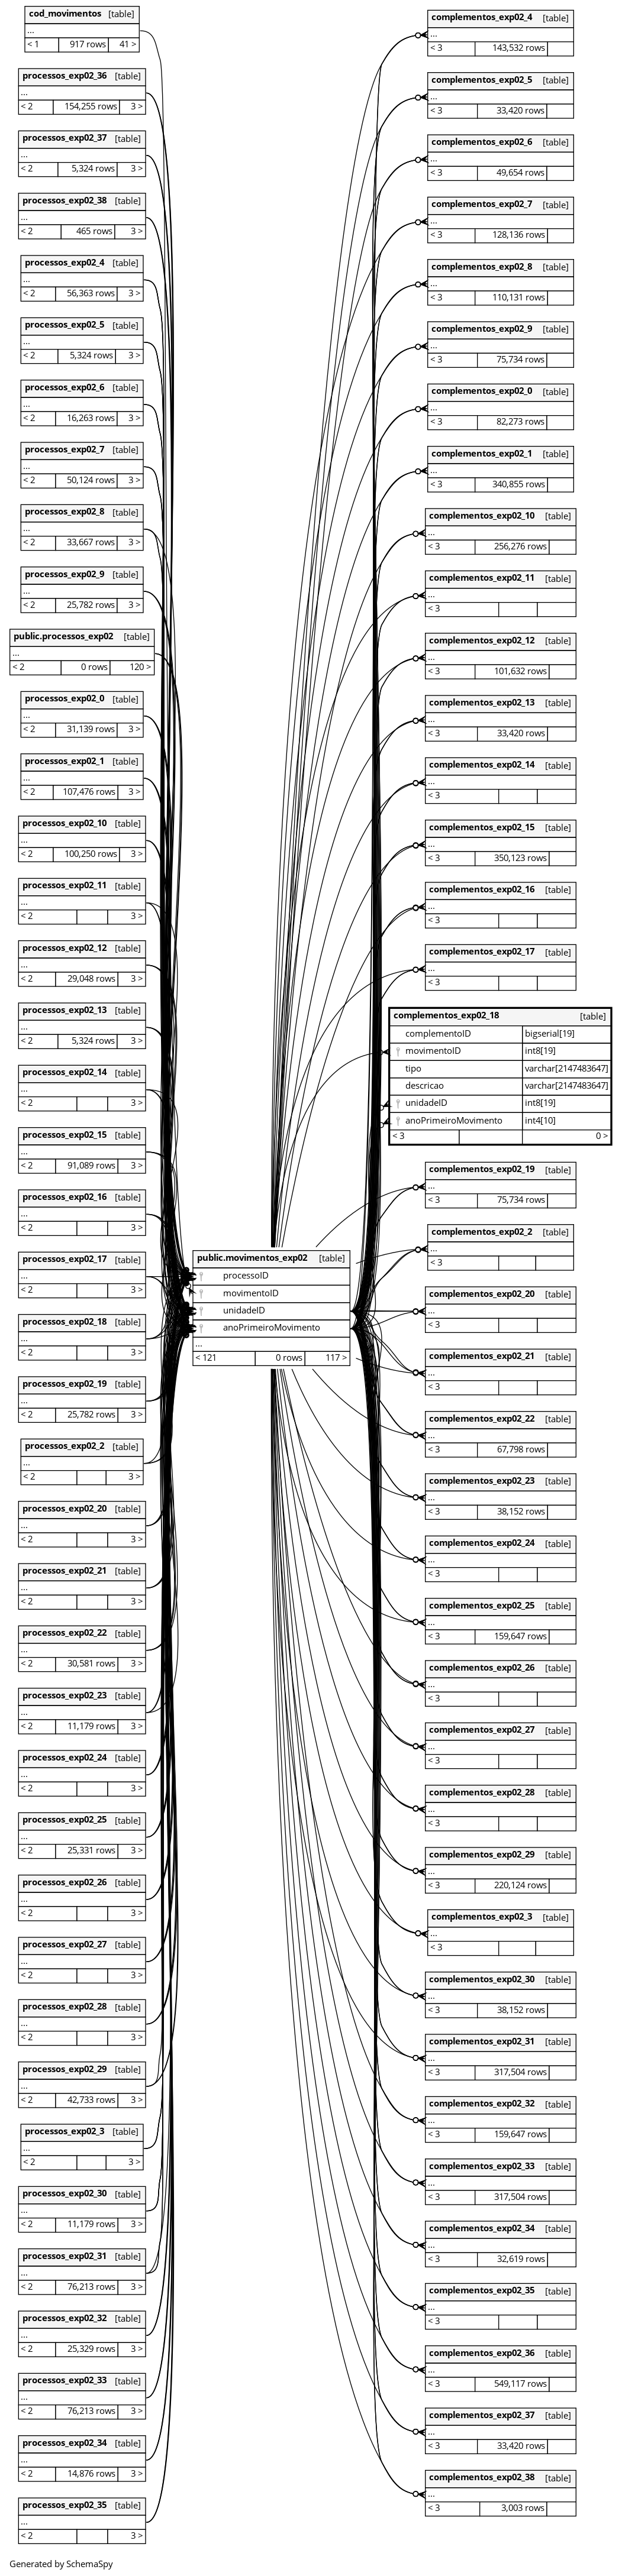 cod_movimentos [table]
...
< 1 917 rows 41 >
processos_exp02_36 [table]
...
< 2 154,255 rows 3 >
processos_exp02_37 [table]
...
< 2 5,324 rows 3 >
processos_exp02_38 [table]
...
< 2 465 rows 3 >
processos_exp02_4 [table]
...
< 2 56,363 rows 3 >
processos_exp02_5 [table]
...
< 2 5,324 rows 3 >
processos_exp02_6 [table]
...
< 2 16,263 rows 3 >
processos_exp02_7 [table]
...
< 2 50,124 rows 3 >
processos_exp02_8 [table]
...
< 2 33,667 rows 3 >
processos_exp02_9 [table]
...
< 2 25,782 rows 3 >
public.processos_exp02 [table]
...
< 2 0 rows 120 >
processos_exp02_0 [table]
...
< 2 31,139 rows 3 >
processos_exp02_1 [table]
...
< 2 107,476 rows 3 >
processos_exp02_10 [table]
...
< 2 100,250 rows 3 >
processos_exp02_11 [table]
...
< 2 3 >
processos_exp02_12 [table]
...
< 2 29,048 rows 3 >
processos_exp02_13 [table]
...
< 2 5,324 rows 3 >
processos_exp02_14 [table]
...
< 2 3 >
processos_exp02_15 [table]
...
< 2 91,089 rows 3 >
processos_exp02_16 [table]
...
< 2 3 >
processos_exp02_17 [table]
...
< 2 3 >
processos_exp02_18 [table]
...
< 2 3 >
processos_exp02_19 [table]
...
< 2 25,782 rows 3 >
processos_exp02_2 [table]
...
< 2 3 >
processos_exp02_20 [table]
...
< 2 3 >
processos_exp02_21 [table]
...
< 2 3 >
processos_exp02_22 [table]
...
< 2 30,581 rows 3 >
processos_exp02_23 [table]
...
< 2 11,179 rows 3 >
processos_exp02_24 [table]
...
< 2 3 >
processos_exp02_25 [table]
...
< 2 25,331 rows 3 >
processos_exp02_26 [table]
...
< 2 3 >
processos_exp02_27 [table]
...
< 2 3 >
processos_exp02_28 [table]
...
< 2 3 >
processos_exp02_29 [table]
...
< 2 42,733 rows 3 >
processos_exp02_3 [table]
...
< 2 3 >
processos_exp02_30 [table]
...
< 2 11,179 rows 3 >
processos_exp02_31 [table]
...
< 2 76,213 rows 3 >
processos_exp02_32 [table]
...
< 2 25,329 rows 3 >
processos_exp02_33 [table]
...
< 2 76,213 rows 3 >
processos_exp02_34 [table]
...
< 2 14,876 rows 3 >
processos_exp02_35 [table]
...
< 2 3 >
public.movimentos_exp02 [table]
processoID
movimentoID
unidadeID
anoPrimeiroMovimento
...
< 121 0 rows 117 >
complementos_exp02_4 [table]
...
< 3 143,532 rows
complementos_exp02_5 [table]
...
< 3 33,420 rows
complementos_exp02_6 [table]
...
< 3 49,654 rows
complementos_exp02_7 [table]
...
< 3 128,136 rows
complementos_exp02_8 [table]
...
< 3 110,131 rows
complementos_exp02_9 [table]
...
< 3 75,734 rows
complementos_exp02_0 [table]
...
< 3 82,273 rows
complementos_exp02_1 [table]
...
< 3 340,855 rows
complementos_exp02_10 [table]
...
< 3 256,276 rows
complementos_exp02_11 [table]
...
< 3
complementos_exp02_12 [table]
...
< 3 101,632 rows
complementos_exp02_13 [table]
...
< 3 33,420 rows
complementos_exp02_14 [table]
...
< 3
complementos_exp02_15 [table]
...
< 3 350,123 rows
complementos_exp02_16 [table]
...
< 3
complementos_exp02_17 [table]
...
< 3
complementos_exp02_18 [table]
complementoID bigserial[19]
movimentoID int8[19]
tipo varchar[2147483647]
descricao varchar[2147483647]
unidadeID int8[19]
anoPrimeiroMovimento int4[10]
< 3 0 >
complementos_exp02_19 [table]
...
< 3 75,734 rows
complementos_exp02_2 [table]
...
< 3
complementos_exp02_20 [table]
...
< 3
complementos_exp02_21 [table]
...
< 3
complementos_exp02_22 [table]
...
< 3 67,798 rows
complementos_exp02_23 [table]
...
< 3 38,152 rows
complementos_exp02_24 [table]
...
< 3
complementos_exp02_25 [table]
...
< 3 159,647 rows
complementos_exp02_26 [table]
...
< 3
complementos_exp02_27 [table]
...
< 3
complementos_exp02_28 [table]
...
< 3
complementos_exp02_29 [table]
...
< 3 220,124 rows
complementos_exp02_3 [table]
...
< 3
complementos_exp02_30 [table]
...
< 3 38,152 rows
complementos_exp02_31 [table]
...
< 3 317,504 rows
complementos_exp02_32 [table]
...
< 3 159,647 rows
complementos_exp02_33 [table]
...
< 3 317,504 rows
complementos_exp02_34 [table]
...
< 3 32,619 rows
complementos_exp02_35 [table]
...
< 3
complementos_exp02_36 [table]
...
< 3 549,117 rows
complementos_exp02_37 [table]
...
< 3 33,420 rows
complementos_exp02_38 [table]
...
< 3 3,003 rows
Generated by SchemaSpy